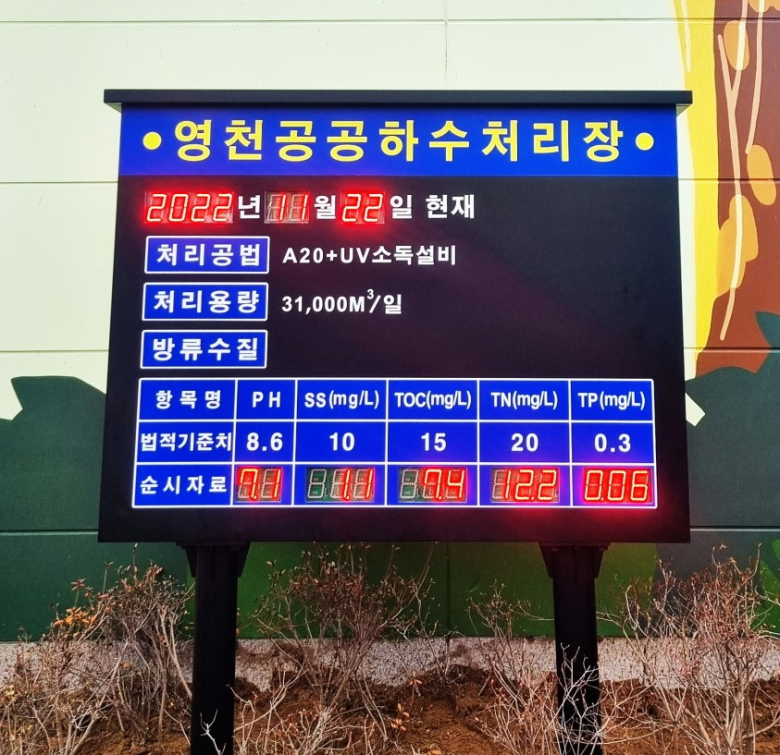 •영천공공하수처리장•
2022년 11월 22일 현재
처리공법 A20+UV소독설비
처리용량 31,000M³/일
방류수질
항목명 PH SS(mg/L) TOC(mg/L) TN(mg/L) TP(mg/L)
법적기준치 8.6 10 15 20 0.3
순시자료 7.1 1.1 7.4 12.2 0.06